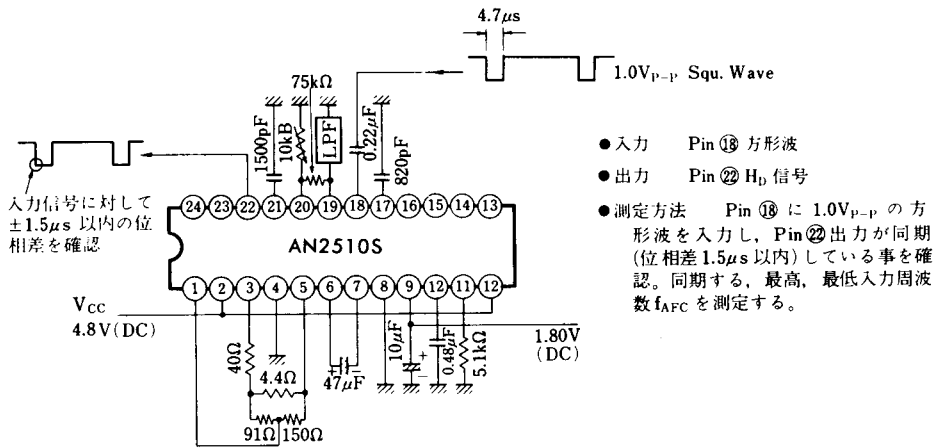 4.7μs
1.0V_{P-P} Squ. Wave
75kΩ
1500pF
10kB
LPF
0.22μF
820pF
入力信号に対して
±1.5μs 以内の位
相差を確認
24 23 22 21 20 19 18 17 16 15 14 13
AN2510S
1 2 3 4 5 6 7 8 9 12 11 12
V_{CC}
4.8V(DC)
40Ω
4.4Ω
91Ω 150Ω
+ −
47μF
10μF
+
−
0.48μF
5.1kΩ
1.80V
(DC)
●入力 Pin ⑱ 方形波
●出力 Pin ㉒ H_D 信号
●測定方法 Pin ⑱ に 1.0V_{P-P} の方
形波を入力し，Pin㉒出力が同期
(位相差1.5μs 以内)している事を確
認。同期する，最高，最低入力周波
数 f_{AFC} を測定する。